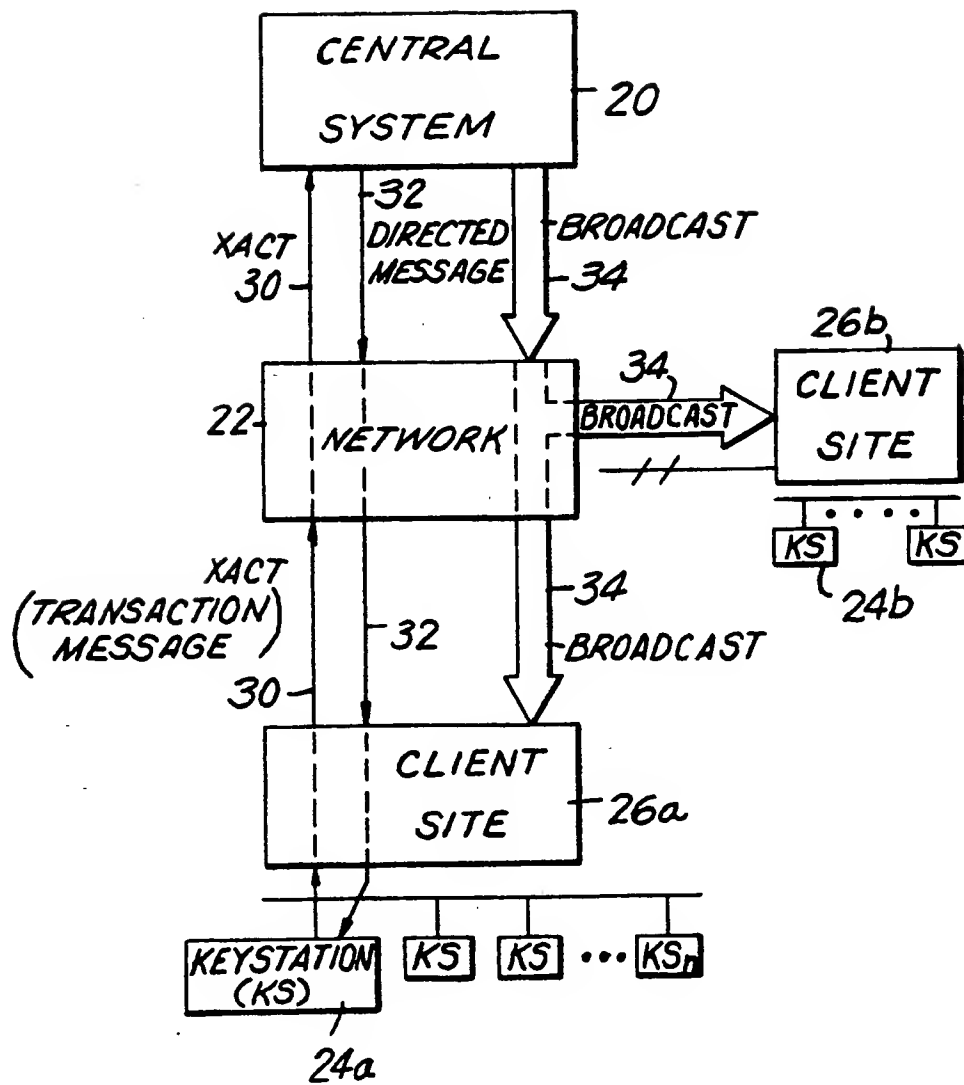 CENTRAL
SYSTEM
20
32
DIRECTED
MESSAGE
BROADCAST
34
XACT
30
26b
CLIENT
SITE
34
BROADCAST
22
NETWORK
KS
KS
24b
XACT
(TRANSACTION
MESSAGE)
30
32
34
BROADCAST
CLIENT
SITE
26a
KEYSTATION
(KS)
KS
KS
KSn
24a